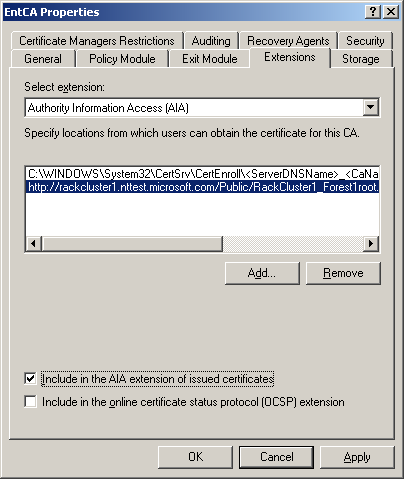 EntCA Properties
Certificate Managers Restrictions Auditing Recovery Agents Security
General Policy Module Exit Module Extensions Storage
Select extension:
Authority Information Access (AIA)
Specify locations from which users can obtain the certificate for this CA.
C:\WINDOWS\System32\CertSrv\CertEnroll\<ServerDNSName>_<CaNa
http://rackcluster1.nttest.microsoft.com/Public/RackCluster1_Forest1root.
Add... Remove
Include in the AIA extension of issued certificates
Include in the online certificate status protocol (OCSP) extension
OK Cancel Apply